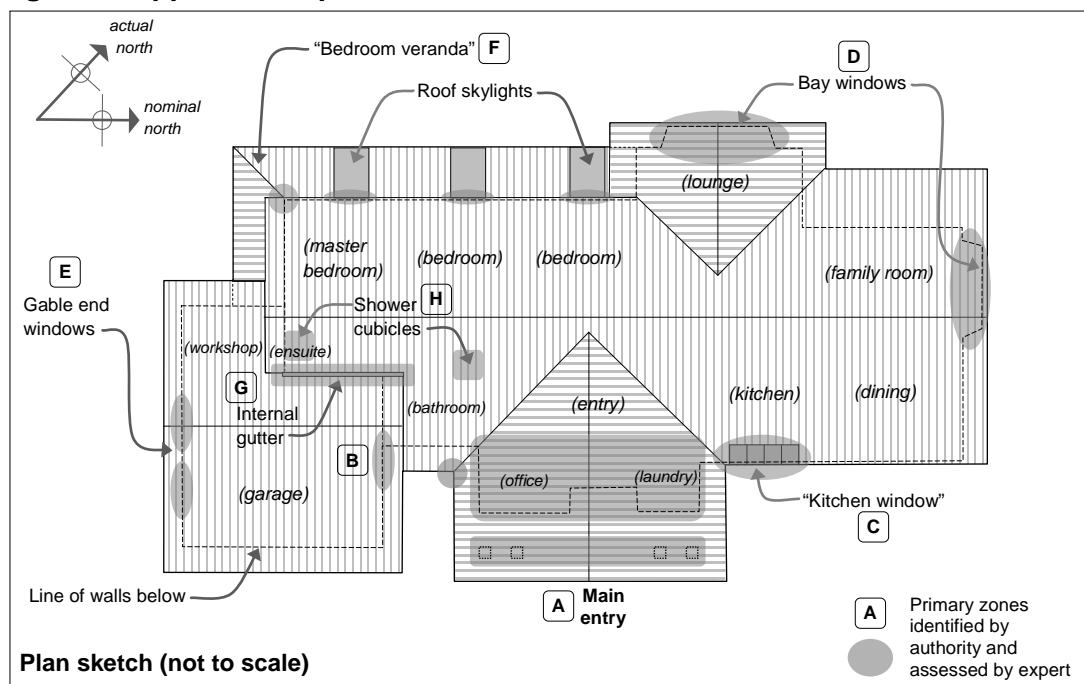 actual
north
nominal
north
“Bedroom veranda” F
Roof skylights
D
Bay windows
(lounge)
(master
bedroom)
(bedroom)
(bedroom)
(family room)
E
Gable end
windows
Shower H
cubicles
(workshop)
(ensuite)
G
Internal
gutter
(bathroom)
(entry)
(kitchen)
(dining)
B
(garage)
(office)
(laundry)
“Kitchen window”
C
Line of walls below
A Main
entry
A Primary zones
identified by
authority and
assessed by expert
Plan sketch (not to scale)